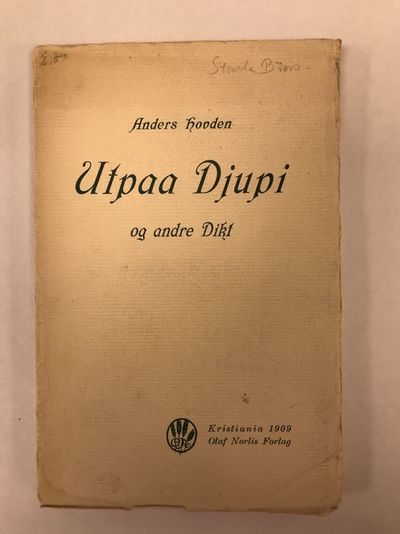 Anders Hovden
Utpaa Djupi
og andre Dikt
Kristiania 1909
Olaf Norlis Forlag